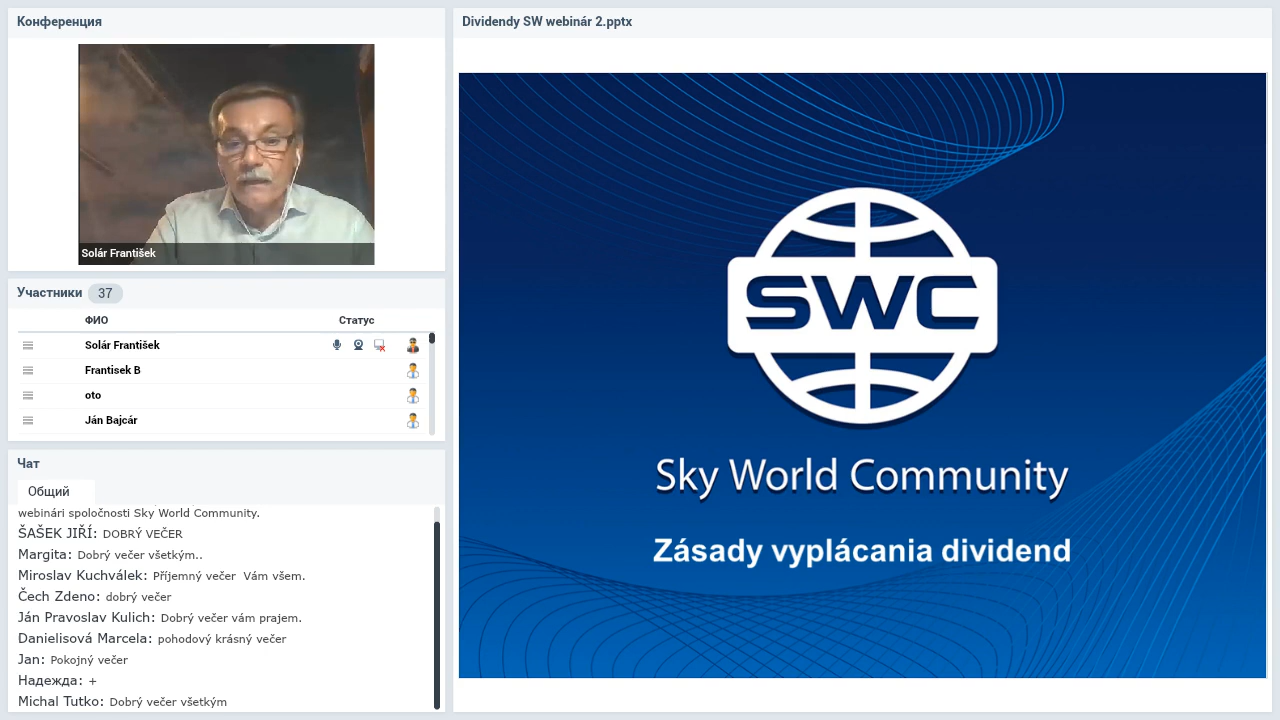 Конференция
Solár František
Участники 37
ФИО Статус
Solár František
Frantisek B
oto
Ján Bajcár
Чат
Общий
webinári spoločnosti Sky World Community.
ŠAŠEK JIŘÍ: DOBRÝ VEČER
Margita: Dobrý večer všetkým..
Miroslav Kuchválek: Příjemný večer  Vám všem.
Čech Zdeno: dobrý večer
Ján Pravoslav Kulich: Dobrý večer vám prajem.
Danielisová Marcela: pohodový krásný večer
Jan: Pokojný večer
Надежда: +
Michal Tutko: Dobrý večer všetkým
Dividendy SW webinár 2.pptx
SWC
Sky World Community
Zásady vyplácania dividend